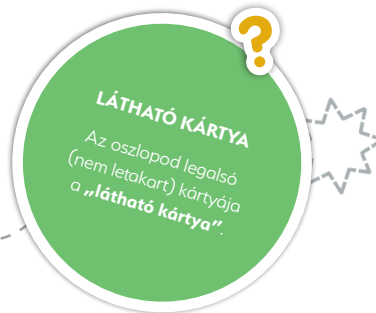 ?
LÁTHATÓ KÁRTYA
Az oszlopod legalsó
(nem letakart) kártyája
a „látható kártya”.